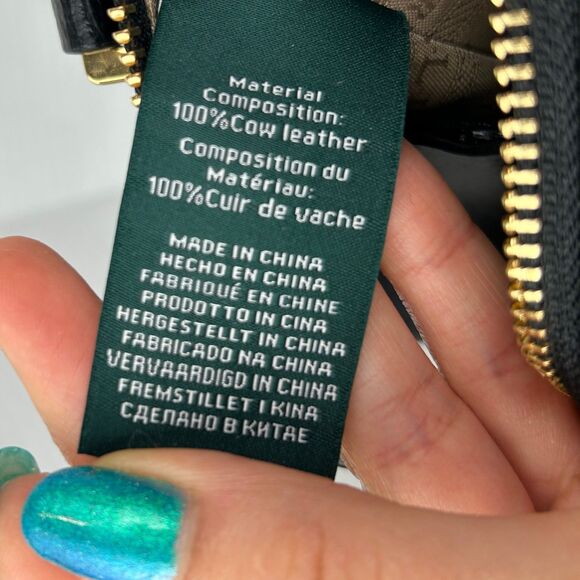 Material
Composition:
100%Cow leather
Composition du
Matériau:
100%Cuir de vache
MADE IN CHINA
HECHO EN CHINA
FABRIQUÉ EN CHINE
PRODOTTO IN CINA
HERGESTELLT IN CHINA
FABRICADO NA CHINA
VERVAARDIGD IN CHINA
FREMSTILLET I KINA
СДЕЛАНО В КИТАЕ